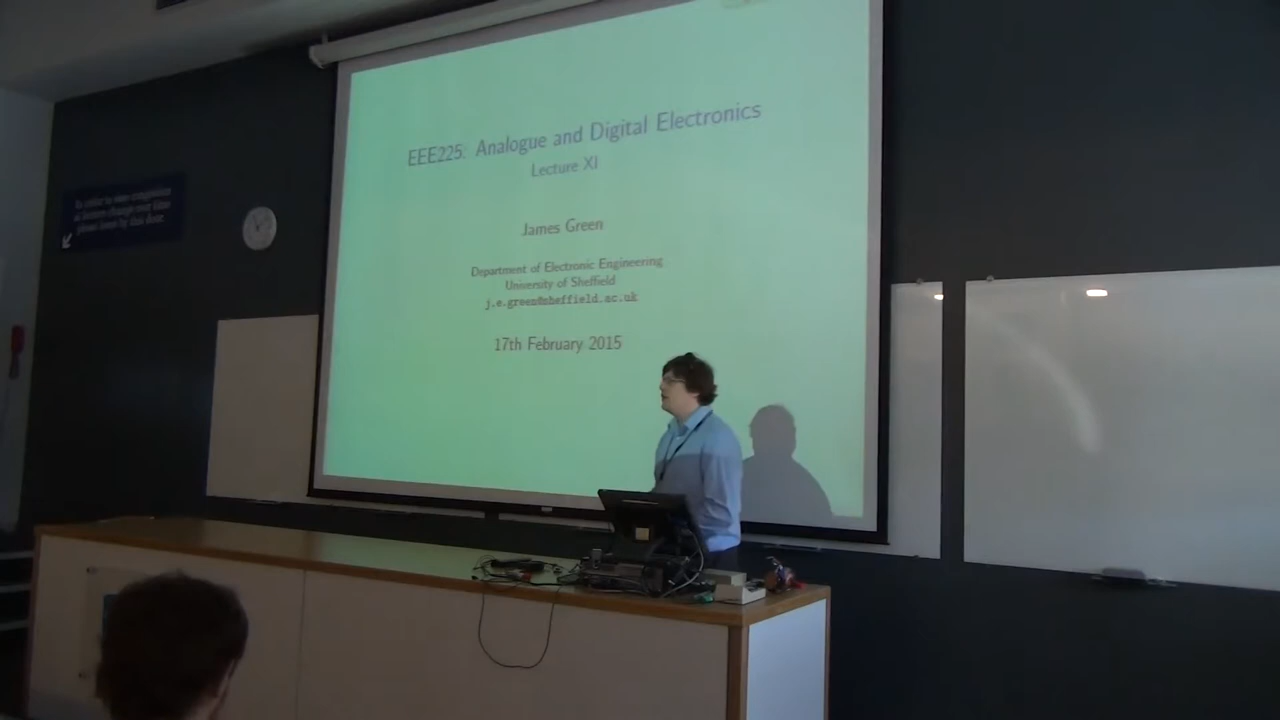 EEE225: Analogue and Digital Electronics
Lecture XI
James Green
Department of Electronic Engineering
University of Sheffield
j.e.green@sheffield.ac.uk
17th February 2015